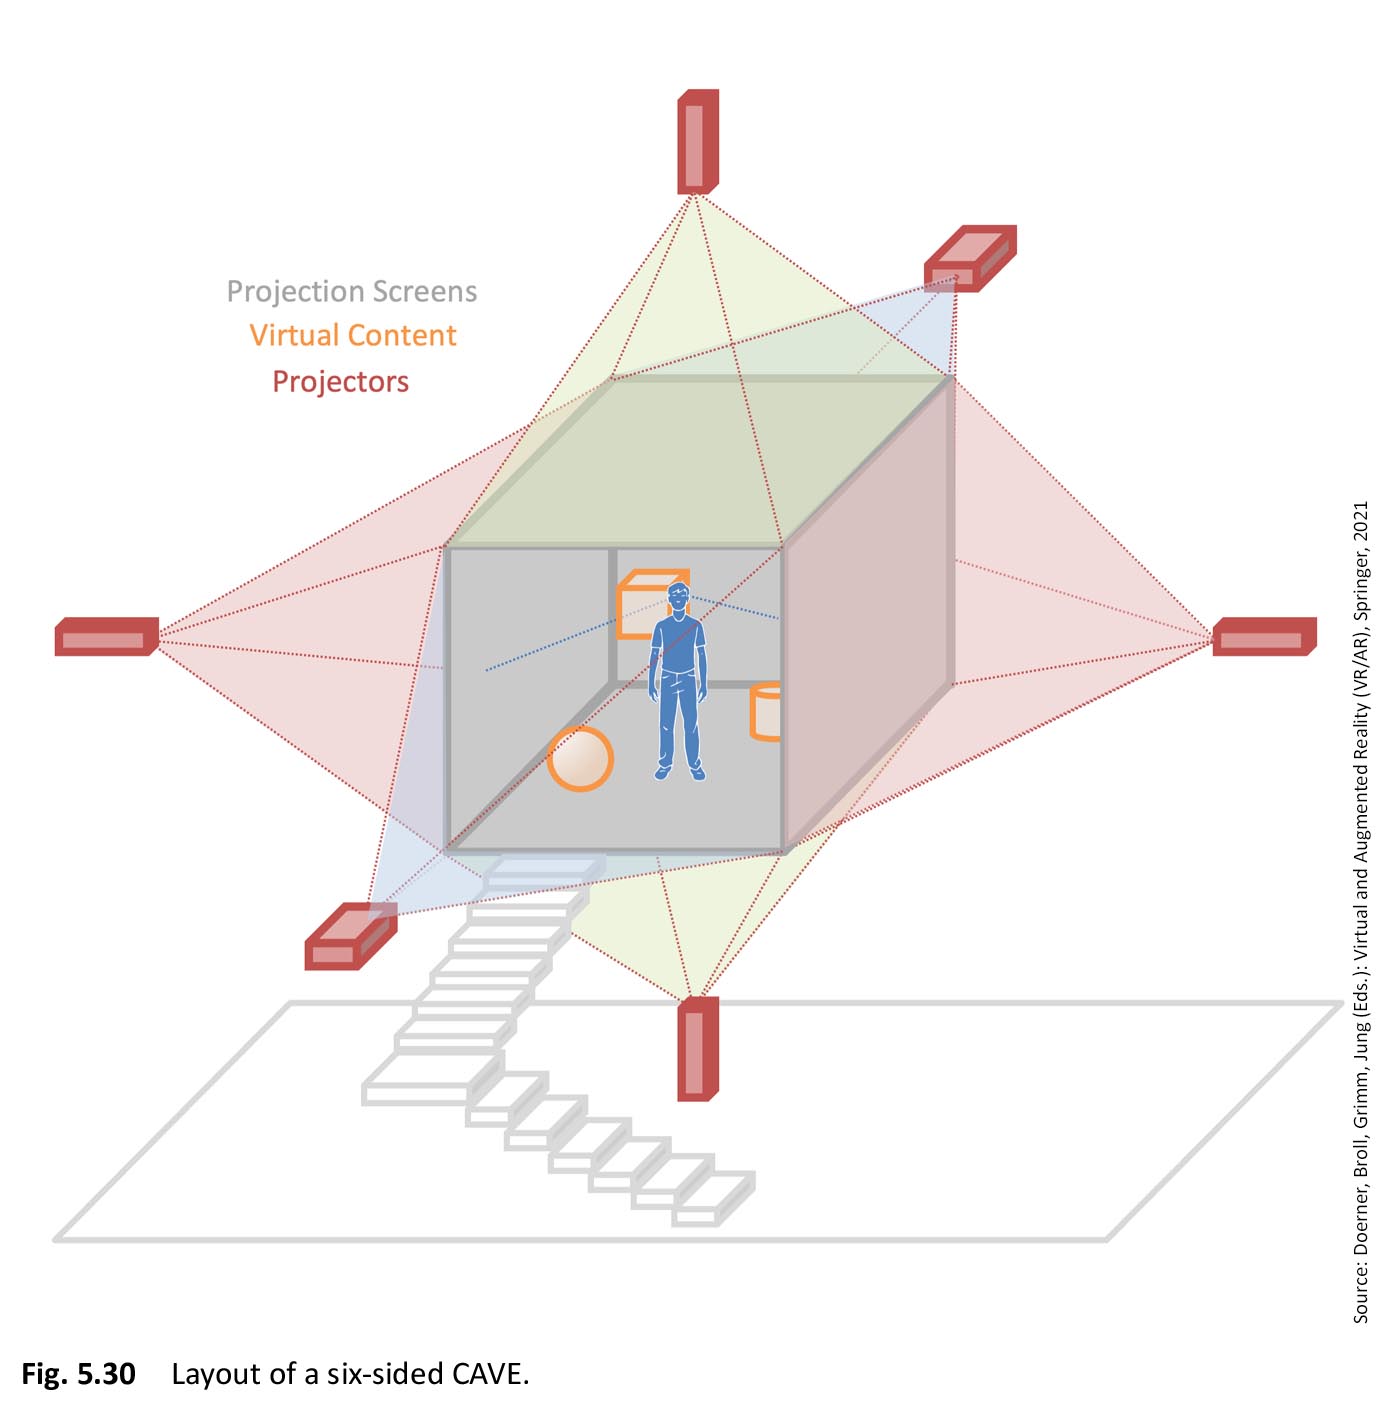 Projection Screens
Virtual Content
Projectors
Source: Doerner, Broll, Grimm, Jung (Eds.): Virtual and Augmented Reality (VR/AR), Springer, 2021
Fig. 5.30 Layout of a six-sided CAVE.